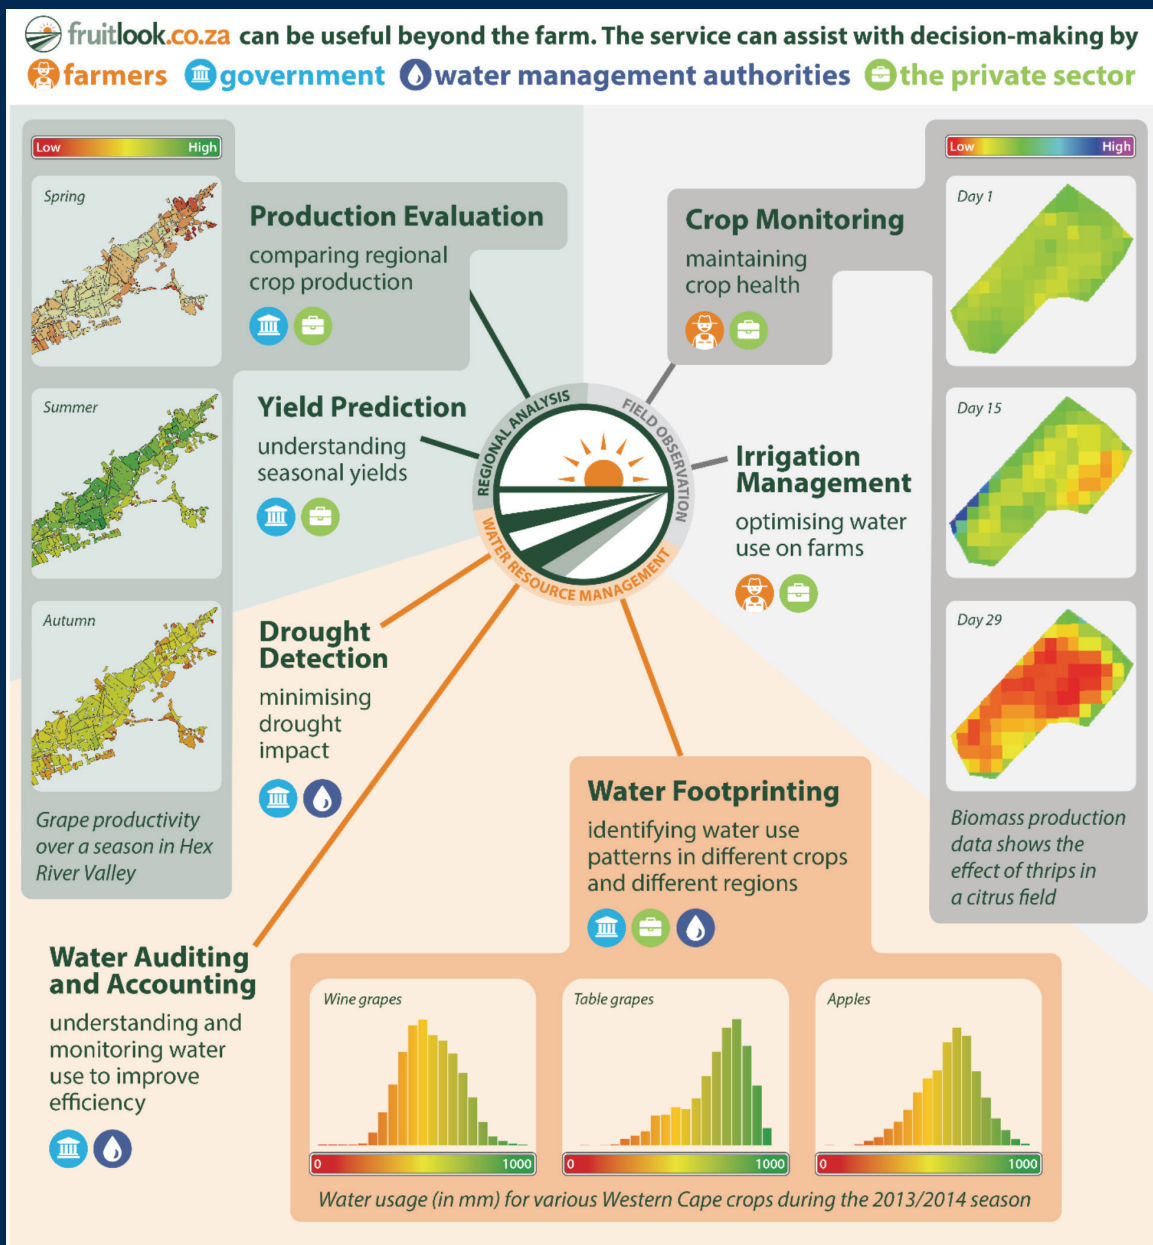 fruitlook.co.za can be useful beyond the farm. The service can assist with decision-making by
farmers government water management authorities the private sector
Low High
Spring
Summer
Autumn
Grape productivity
over a season in Hex
River Valley
Production Evaluation
comparing regional
crop production
Yield Prediction
understanding
seasonal yields
REGIONAL ANALYSIS
FIELD OBSERVATION
WATER RESOURCE MANAGEMENT
Crop Monitoring
maintaining
crop health
Irrigation
Management
optimising water
use on farms
Low High
Day 1
Day 15
Day 29
Biomass production
data shows the
effect of thrips in
a citrus field
Drought
Detection
minimising
drought
impact
Water Auditing
and Accounting
understanding and
monitoring water
use to improve
efficiency
Water Footprinting
identifying water use
patterns in different crops
and different regions
Wine grapes
0 1000
Table grapes
0 1000
Apples
0 1000
Water usage (in mm) for various Western Cape crops during the 2013/2014 season